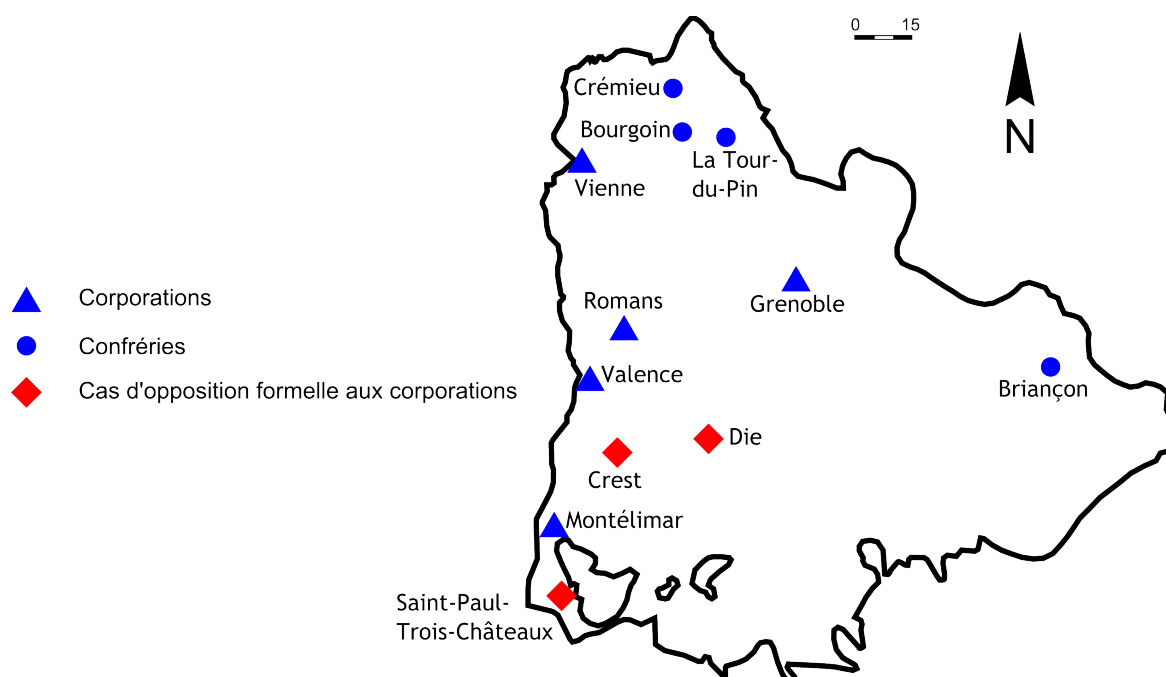 0 15
N
Crémieu
Bourgoin
La Tour-
du-Pin
Vienne
Corporations
Confréries
Cas d'opposition formelle aux corporations
Romans
Grenoble
Valence
Briançon
Die
Crest
Montélimar
Saint-Paul-
Trois-Châteaux